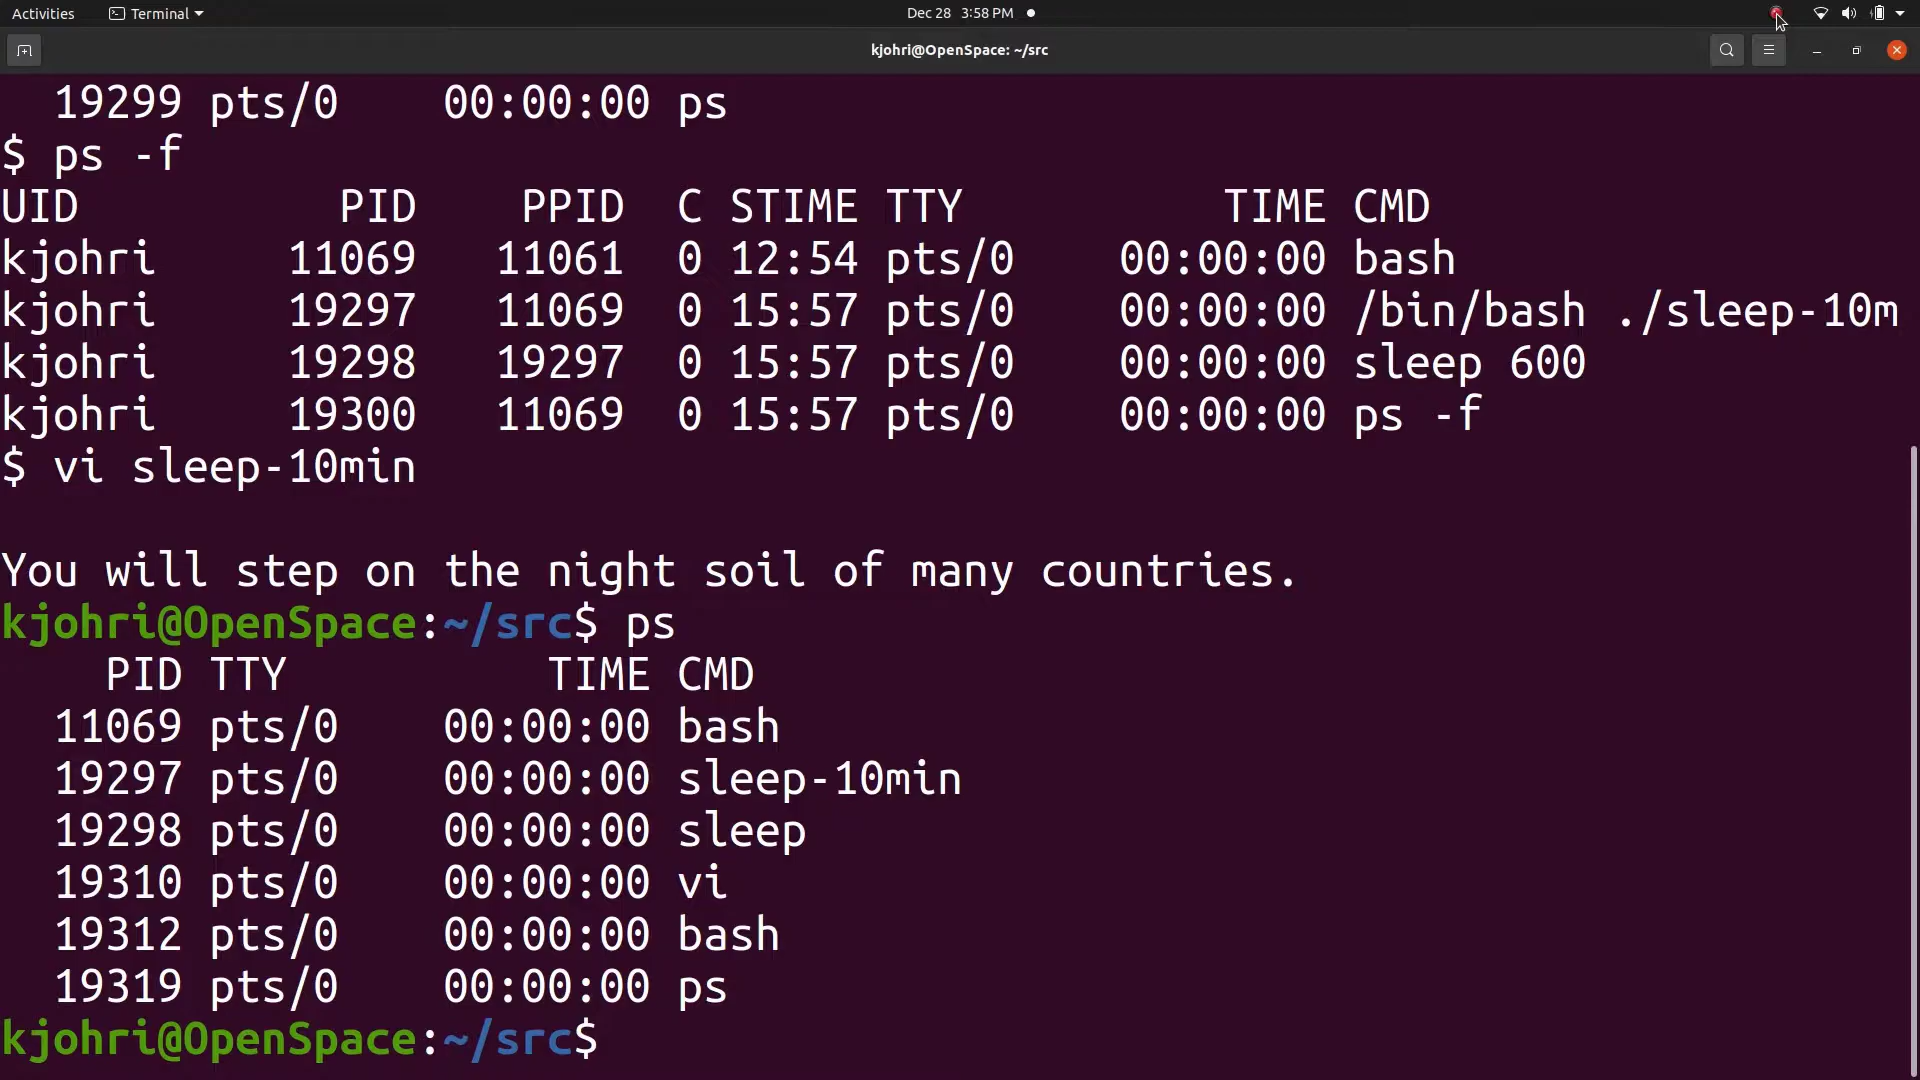 Activities Terminal Dec 28 3:58 PM
kjohri@OpenSpace: ~/src
19299 pts/0 00:00:00 ps
$ ps -f
UID PID PPID C STIME TTY TIME CMD
kjohri 11069 11061 0 12:54 pts/0 00:00:00 bash
kjohri 19297 11069 0 15:57 pts/0 00:00:00 /bin/bash ./sleep-10m
kjohri 19298 19297 0 15:57 pts/0 00:00:00 sleep 600
kjohri 19300 11069 0 15:57 pts/0 00:00:00 ps -f
$ vi sleep-10min
You will step on the night soil of many countries.
kjohri@OpenSpace:~/src$ ps
PID TTY TIME CMD
11069 pts/0 00:00:00 bash
19297 pts/0 00:00:00 sleep-10min
19298 pts/0 00:00:00 sleep
19310 pts/0 00:00:00 vi
19312 pts/0 00:00:00 bash
19319 pts/0 00:00:00 ps
kjohri@OpenSpace:~/src$